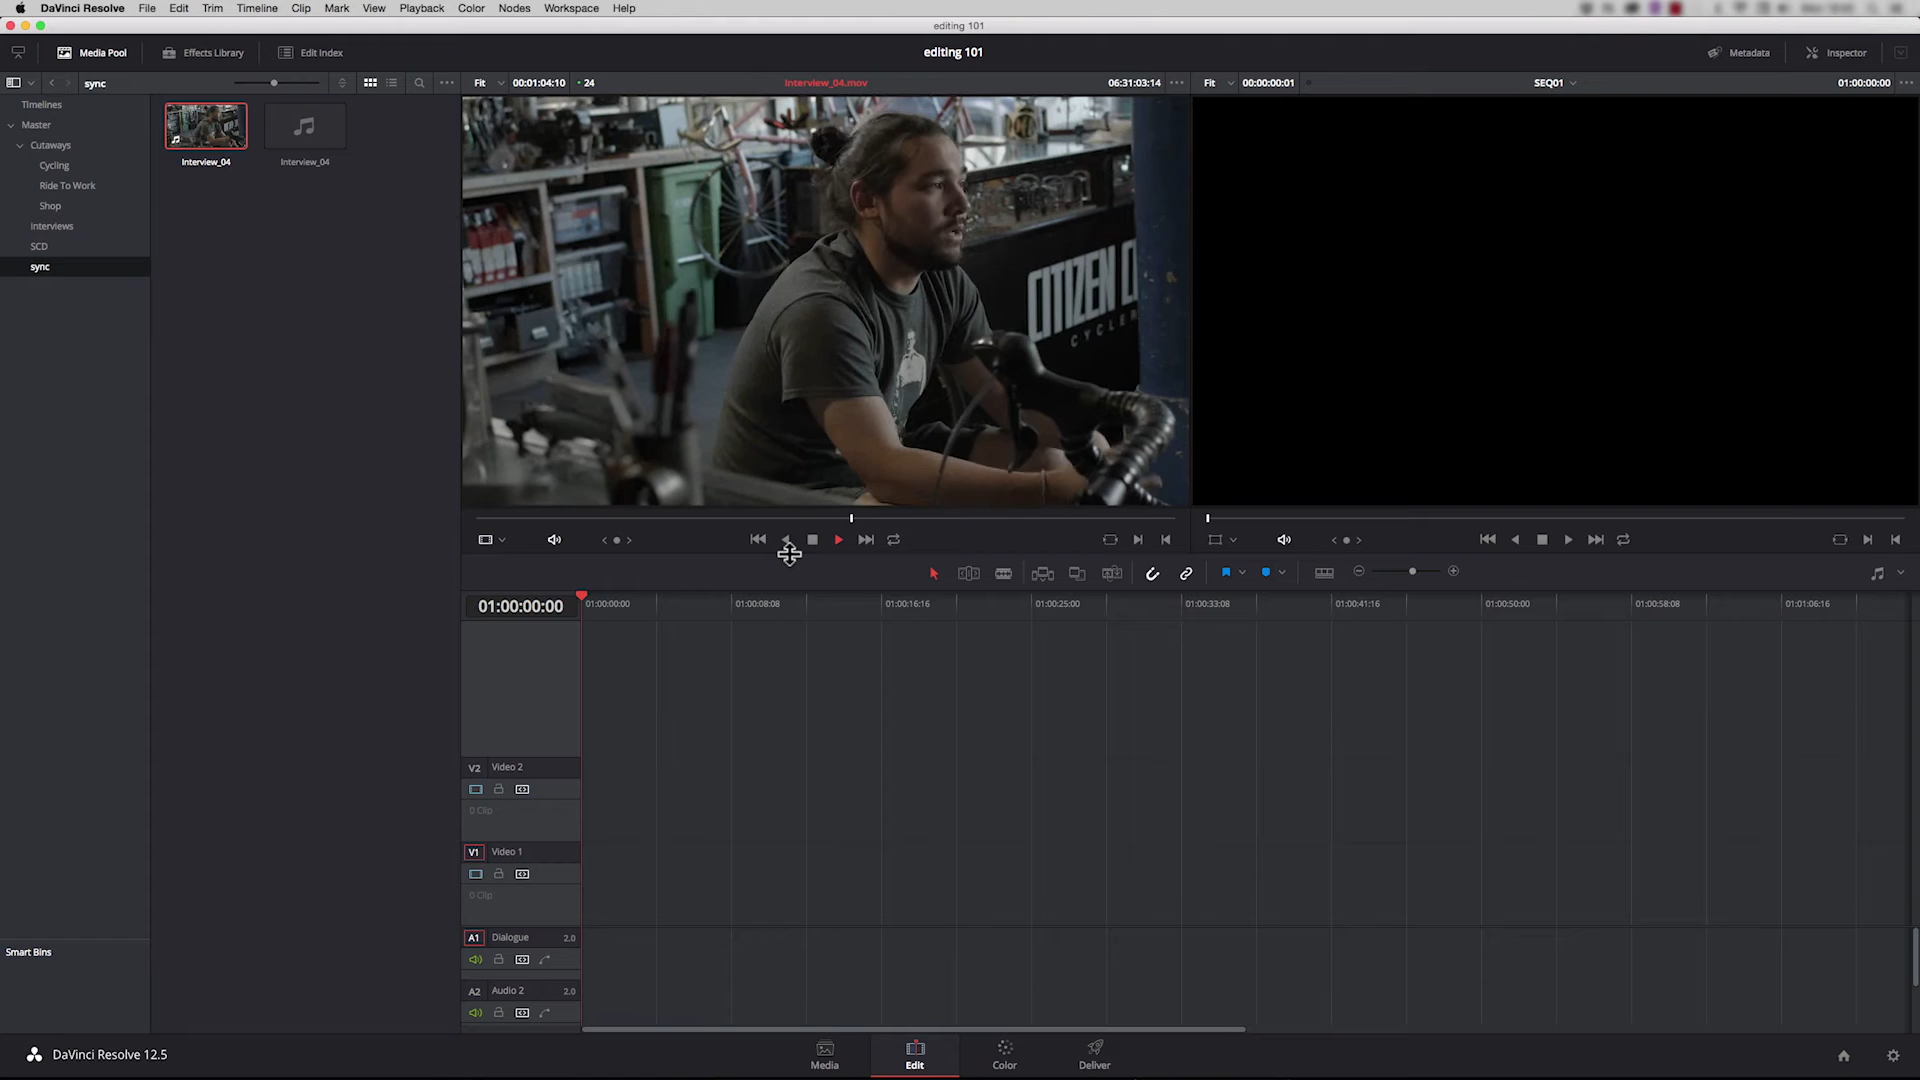 DaVinci Resolve File Edit Trim Timeline Clip Mark View Playback Color Nodes Workspace Help
editing 101
Media Pool Effects Library Edit Index editing 101 Metadata Inspector
sync Fit 00:01:04:10 24 Interview_04.mov 06:31:03:14 Fit 00:00:00:01 SEQ01 01:00:00:00
Timelines
Master
Cutaways
Cycling
Ride To Work
Shop
Interviews
SCD
sync
Interview_04 Interview_04
CITIZEN
CYCLER
01:00:00:00 01:00:00:00 01:00:08:08 01:00:16:16 01:00:25:00 01:00:33:08 01:00:41:16 01:00:50:00 01:00:58:08 01:01:06:16
V2 Video 2
0 Clip
V1 Video 1
0 Clip
A1 Dialogue 2.0
A2 Audio 2 2.0
Smart Bins
DaVinci Resolve 12.5 Media Edit Color Deliver